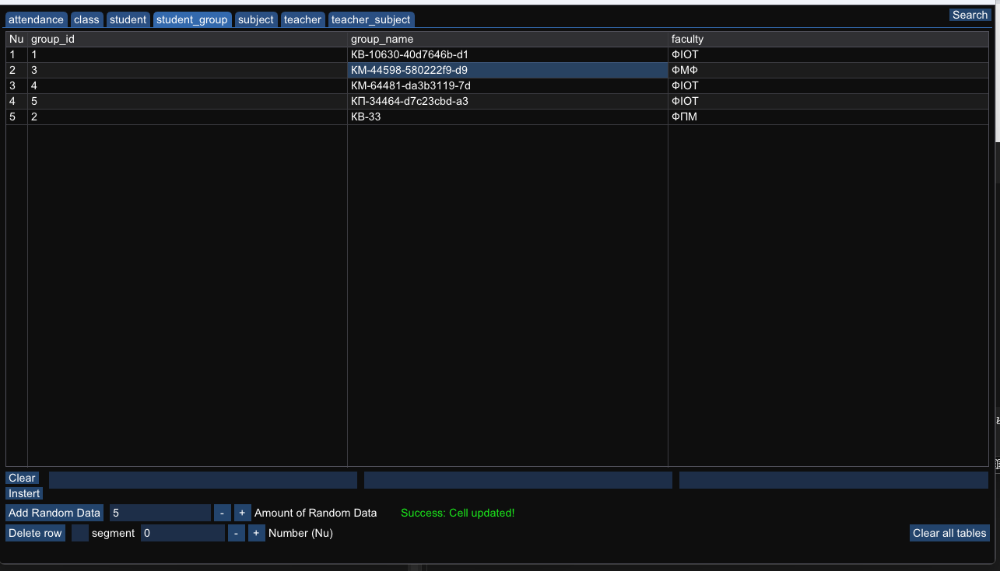 attendance class student student_group subject teacher teacher_subject Search
Nu group_id group_name faculty
1 1 КВ-10630-40d7646b-d1 ФІОТ
2 3 КМ-44598-580222f9-d9 ФМФ
3 4 КМ-64481-da3b3119-7d ФІОТ
4 5 КП-34464-d7c23cbd-a3 ФІОТ
5 2 КВ-33 ФПМ
Clear
Instert
Add Random Data 5 - + Amount of Random Data Success: Cell updated!
Delete row segment 0 - + Number (Nu) Clear all tables